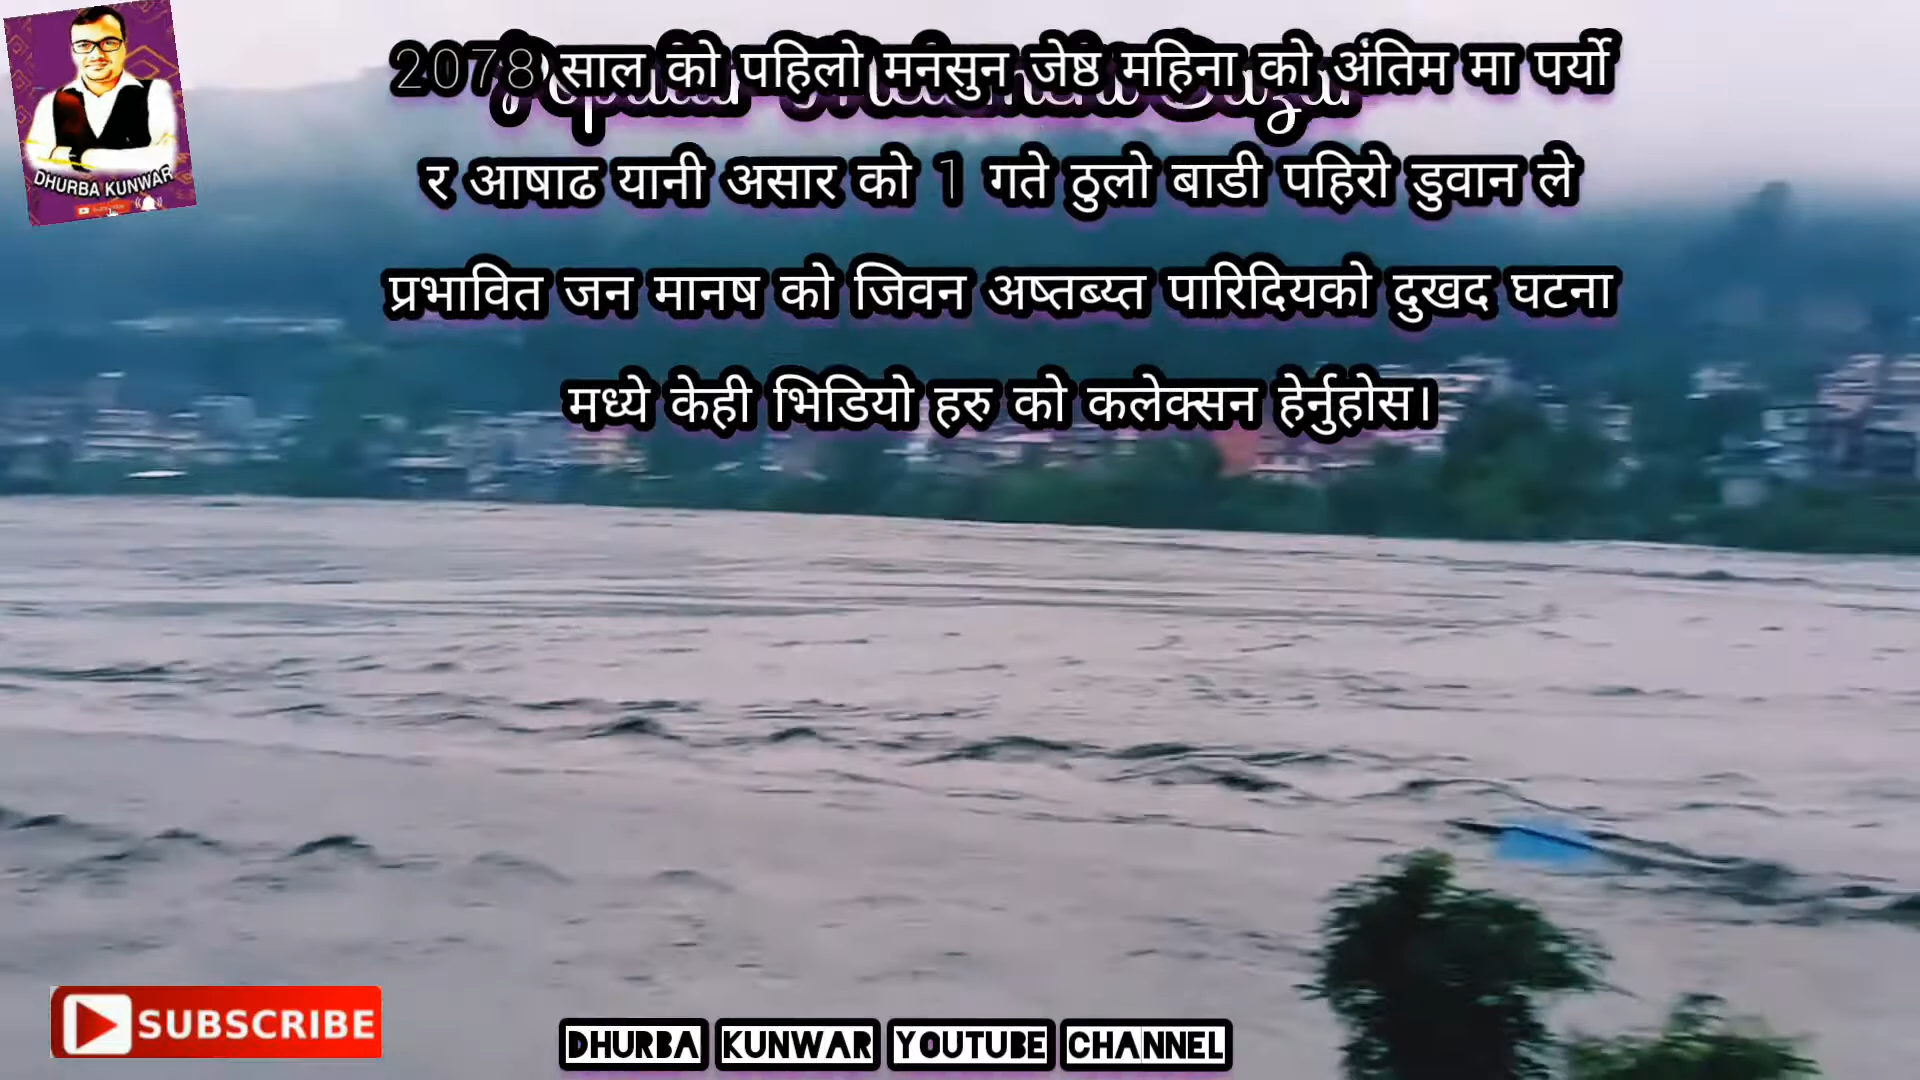 DHURBA KUNWAR
2078 साल को पहिलो मनसुन जेष्ठ महिना को अंतिम मा पर्यो
र आषाढ यानी असार को 1 गते ठुलो बाडी पहिरो डुवान ले
प्रभावित जन मानष को जिवन अष्तब्य्त पारिदियको दुखद घटना
मध्ये केही भिडियो हरु को कलेक्सन हेर्नुहोस।
SUBSCRIBE
DHURBA KUNWAR YOUTUBE CHANNEL